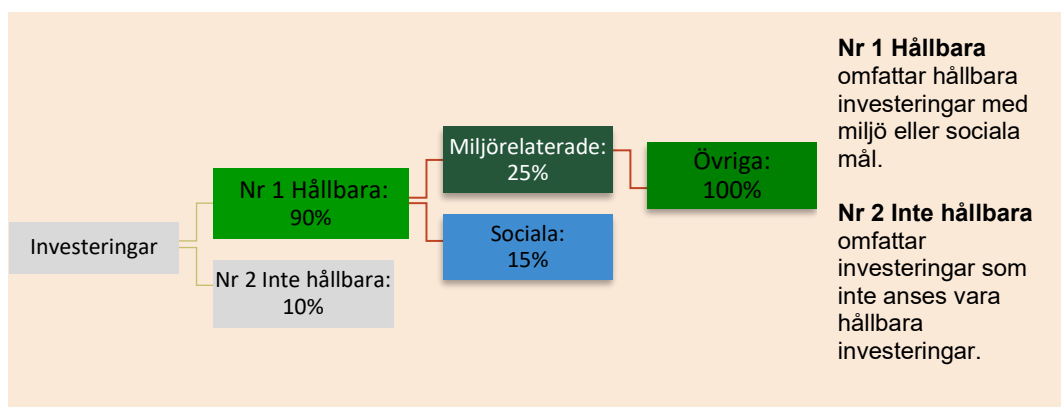 Investeringar
Nr 1 Hållbara:
90%
Nr 2 Inte hållbara:
10%
Miljörelaterade:
25%
Sociala:
15%
Övriga:
100%
Nr 1 Hållbara
omfattar hållbara
investeringar med
miljö eller sociala
mål.
Nr 2 Inte hållbara
omfattar
investeringar som
inte anses vara
hållbara
investeringar.